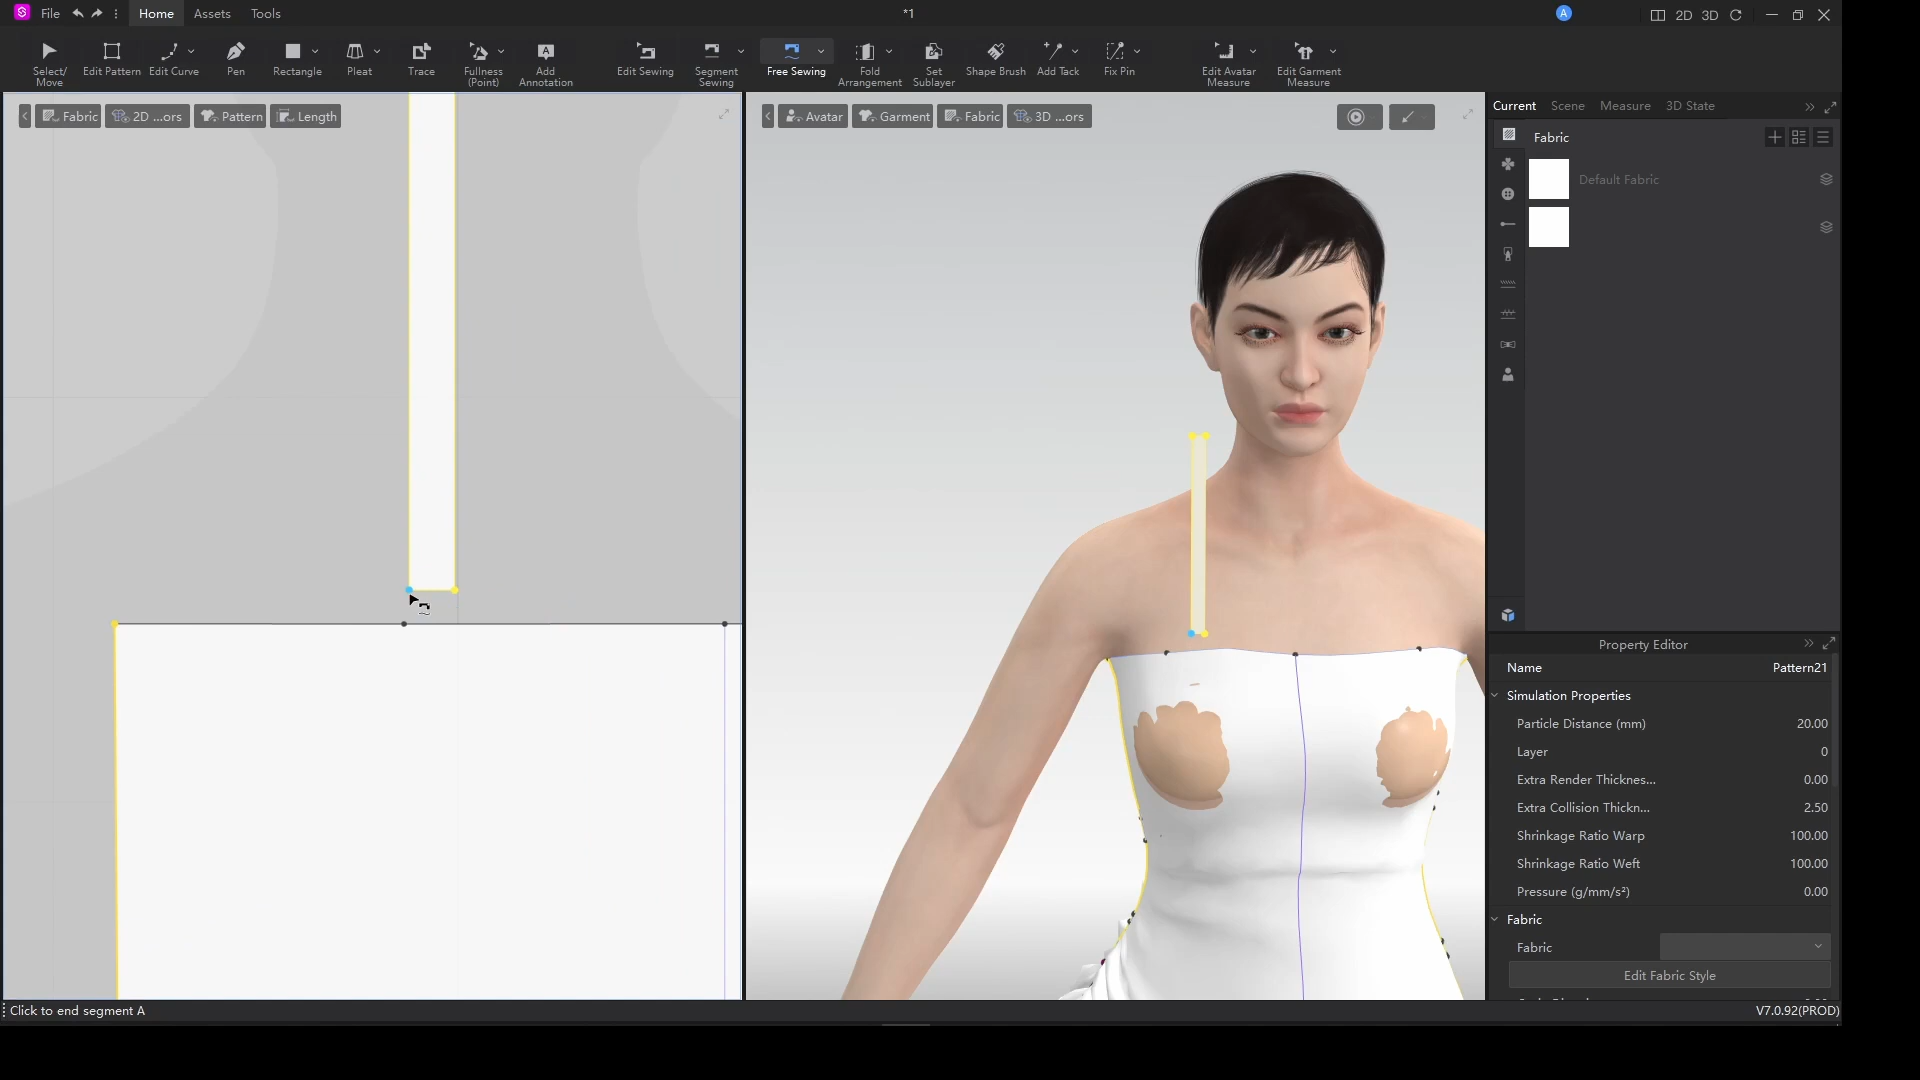 File
Home
Assets
Tools
*1
A
2D
3D
Select/
Move
Edit Pattern
Edit Curve
Pen
Rectangle
Pleat
Trace
Fullness
(Point)
Add
Annotation
Edit Sewing
Segment
Sewing
Free Sewing
Fold
Arrangement
Set
Sublayer
Shape Brush
Add Tack
Fix Pin
Edit Avatar
Measure
Edit Garment
Measure
Fabric
2D ...ors
Pattern
Length
Avatar
Garment
Fabric
3D ...ors
Current
Scene
Measure
3D State
Fabric
Default Fabric
Property Editor
Name
Pattern21
Simulation Properties
Particle Distance (mm)
20.00
Layer
0
Extra Render Thicknes...
0.00
Extra Collision Thickn...
2.50
Shrinkage Ratio Warp
100.00
Shrinkage Ratio Weft
100.00
Pressure (g/mm/s²)
0.00
Fabric
Fabric
Edit Fabric Style
Click to end segment A
V7.0.92(PROD)